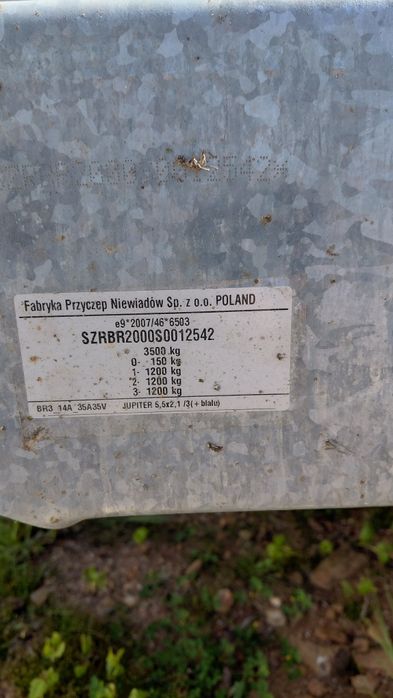 Fabryka Przyczep Niewiadów Sp. z o.o. POLAND
e9*2007/46*6503
SZRBR2000S0012542
3500 kg
0- 150 kg
1- 1200 kg
2- 1200 kg
3- 1200 kg
BR3 14A 35A35V JUPITER 5,5x2,1 /3(+ blalu)